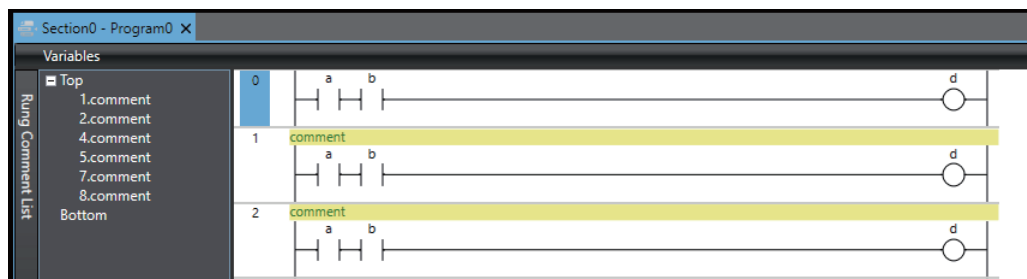 Section0 - Program0 X
Variables
Rung Comment List
Top
1.comment
2.comment
4.comment
5.comment
7.comment
8.comment
Bottom
0
a b d
1 comment
a b d
2 comment
a b d